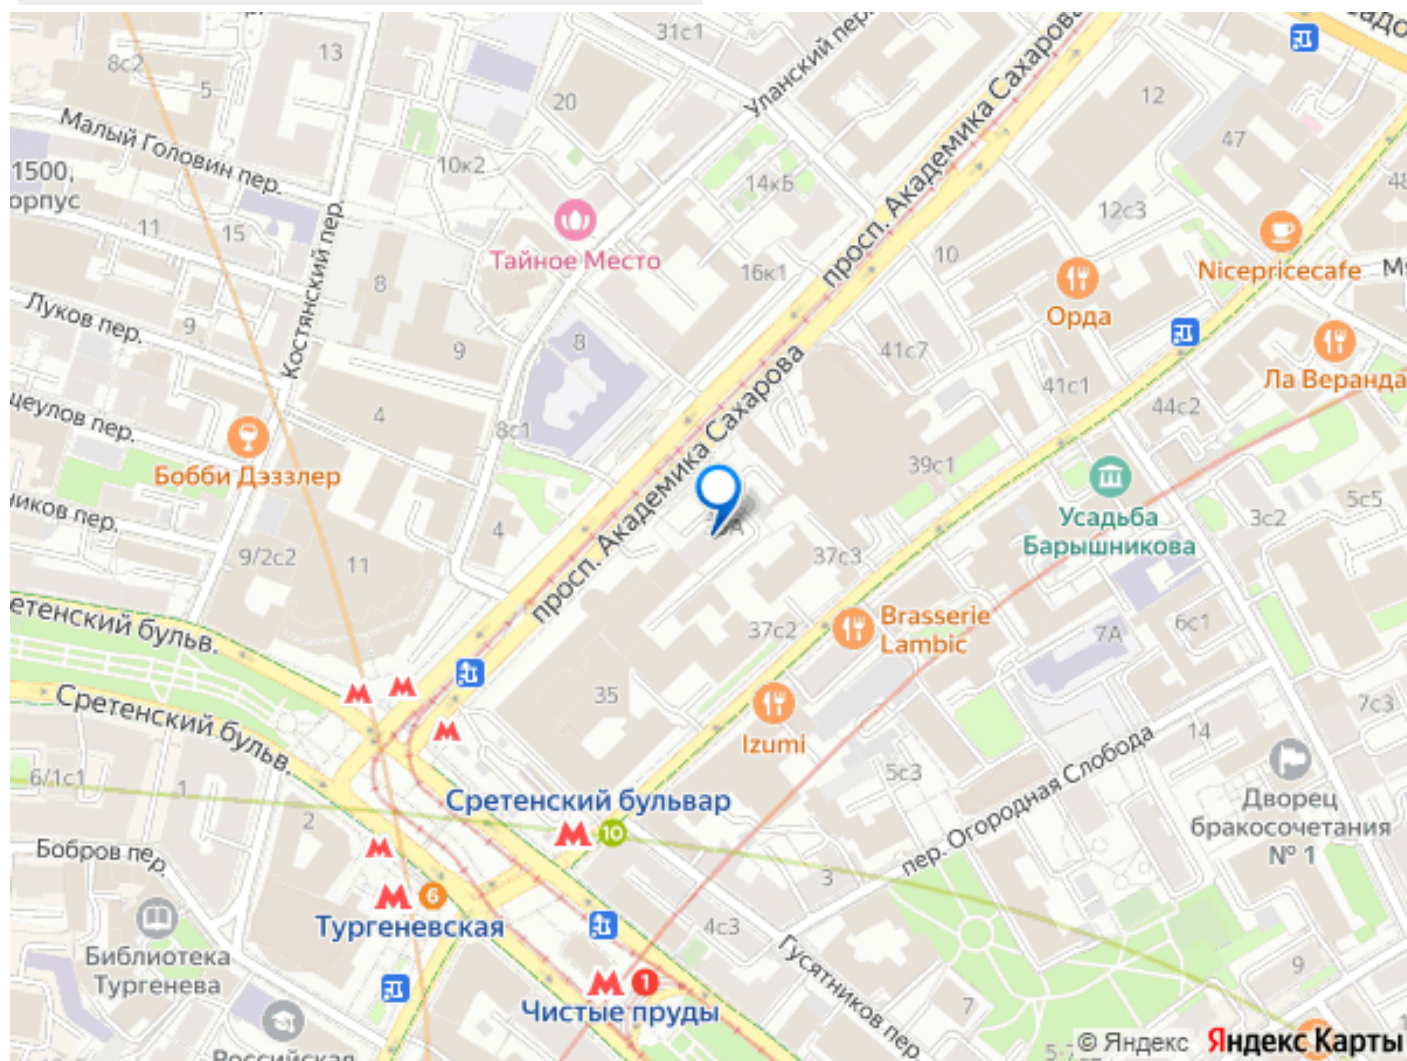 31с1
Садо
8с2
13
5
20
Уланский пер.
12
47
Малый Головин пер.
10к2
14кБ
48
1500,
орпус
просп. Академика Сахарова
12с3
11
15
Костянский пер.
Тайное Место
16к1
10
Nicepricecafe
8
Орда
Луков пер.
9
9
8
41с7
Ла Веранда
41с1
44с2
4
цеулов пер.
8с1
Бобби Дэззлер
39с1
просп. Академика Сахарова
ников пер.
4
5с5
3с2
Усадьба
Барышникова
9/2с2
11
37с3
етенский бульв.
Brasserie
Lambic
37с2
7А
6с1
35
Сретенский бульв.
7с3
Izumi
14
5с3
6/1с1
1
Сретенский бульвар
10
пер. Огородная Слобода
Дворец
бракосочетания
№ 1
2
Бобров пер.
3
6
Тургеневская
4с3
Библиотека
Тургенева
Гусятников пер.
9
1
Чистые пруды
7
Российская
© Яндекс Яндекс Карты